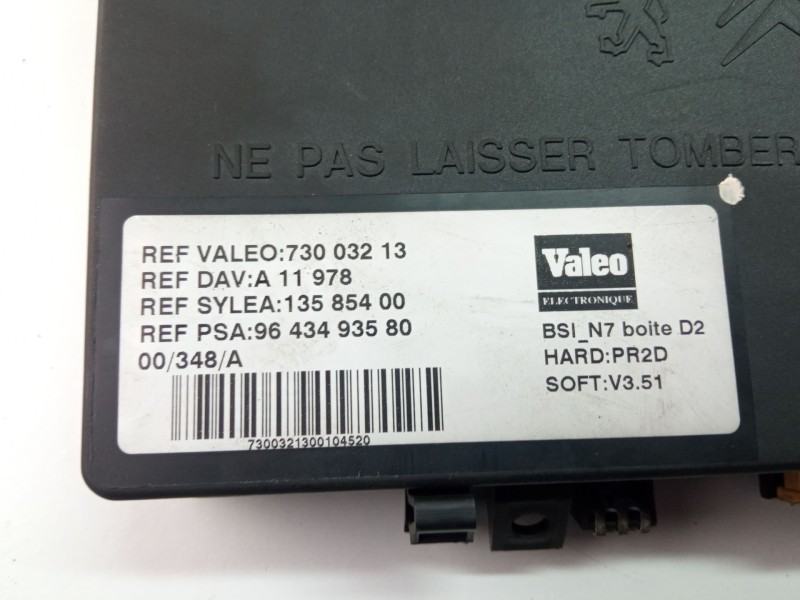 NE PAS LAISSER TOMBER
REF VALEO:730 032 13
REF DAV:A 11 978
REF SYLEA:135 854 00
REF PSA:96 434 935 80
00/348/A
7300321300104520
Valeo
ELECTRONIQUE
BSI_N7 boite D2
HARD:PR2D
SOFT:V3.51